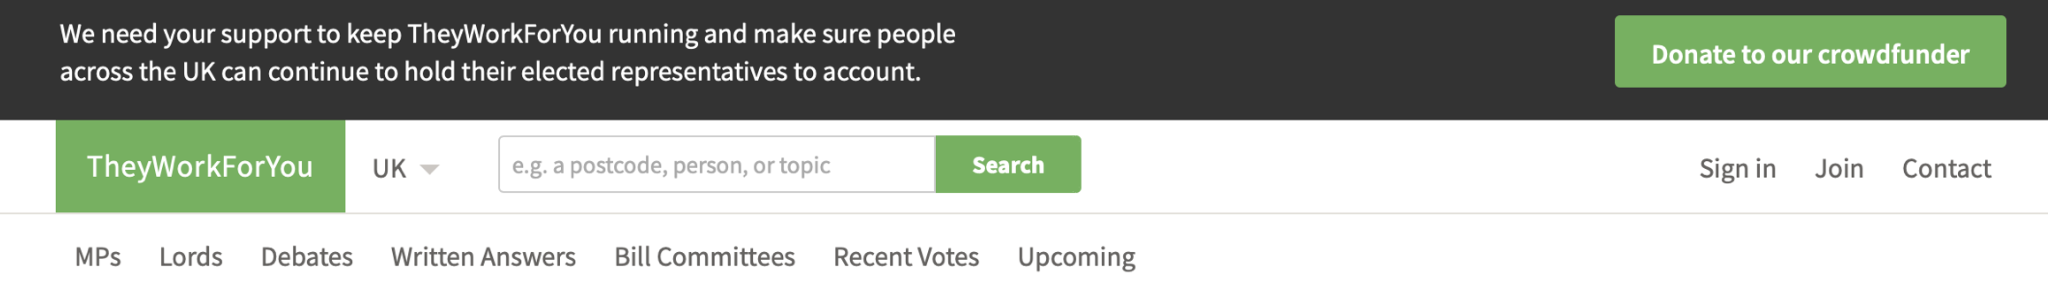 We need your support to keep TheyWorkForYou running and make sure people
across the UK can continue to hold their elected representatives to account.
Donate to our crowdfunder
TheyWorkForYou
UK
e.g. a postcode, person, or topic
Search
Sign in
Join
Contact
MPs
Lords
Debates
Written Answers
Bill Committees
Recent Votes
Upcoming